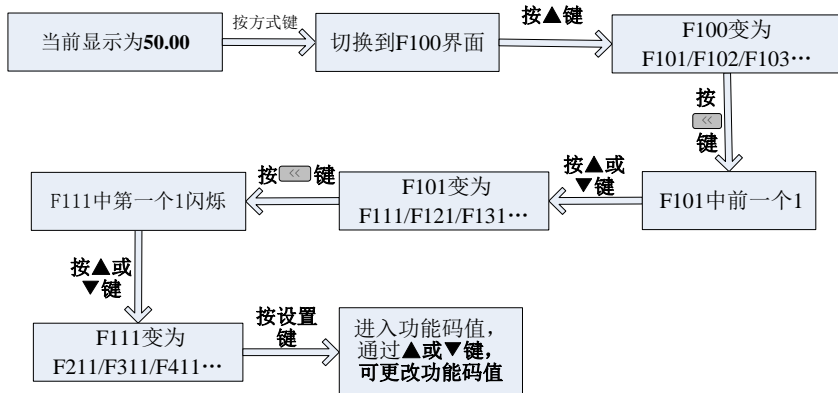 当前显示为50.00
按方式键
切换到F100界面
按▲键
F100变为
F101/F102/F103…
按
<<
键
F101中前一个1
按▲或
▼键
F101变为
F111/F121/F131…
按<<键
F111中第一个1闪烁
按▲或
▼键
F111变为
F211/F311/F411…
按设置
键
进入功能码值，
通过▲或▼键，
可更改功能码值